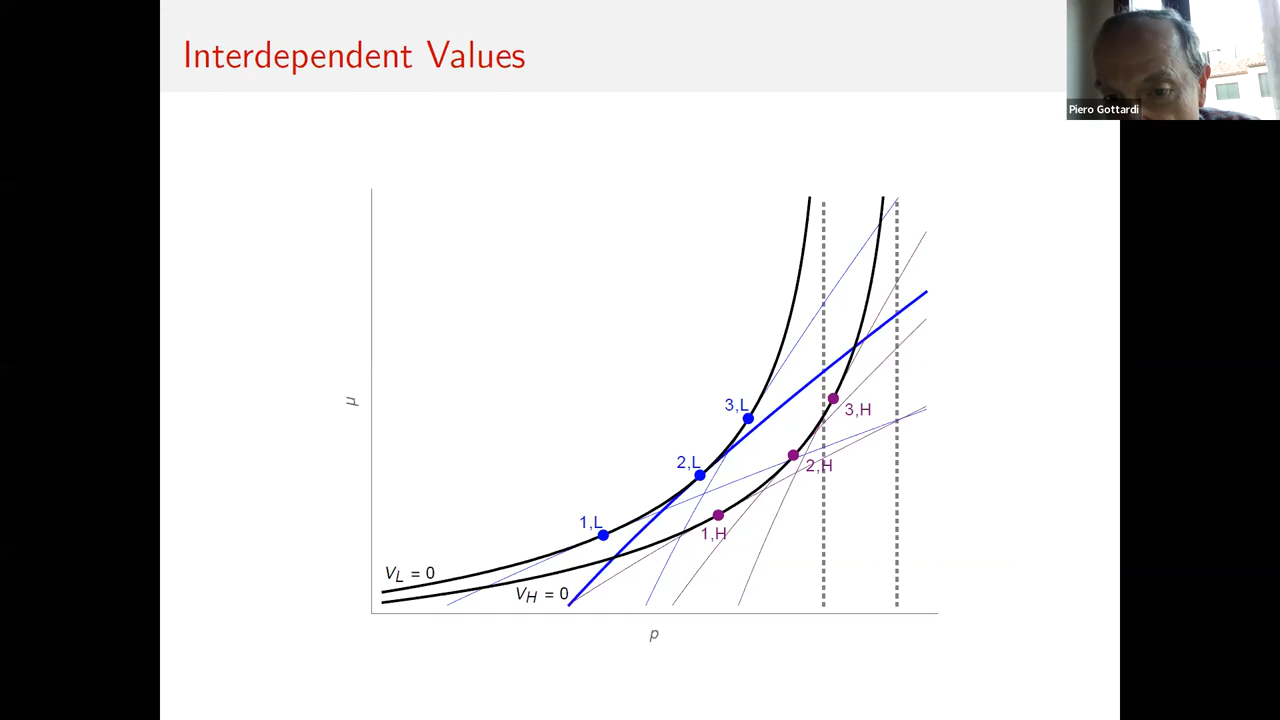 Interdependent Values
Piero Gottardi
μ
3,L
3,H
2,L
2,H
1,L
1,H
V_L = 0
V_H = 0
p